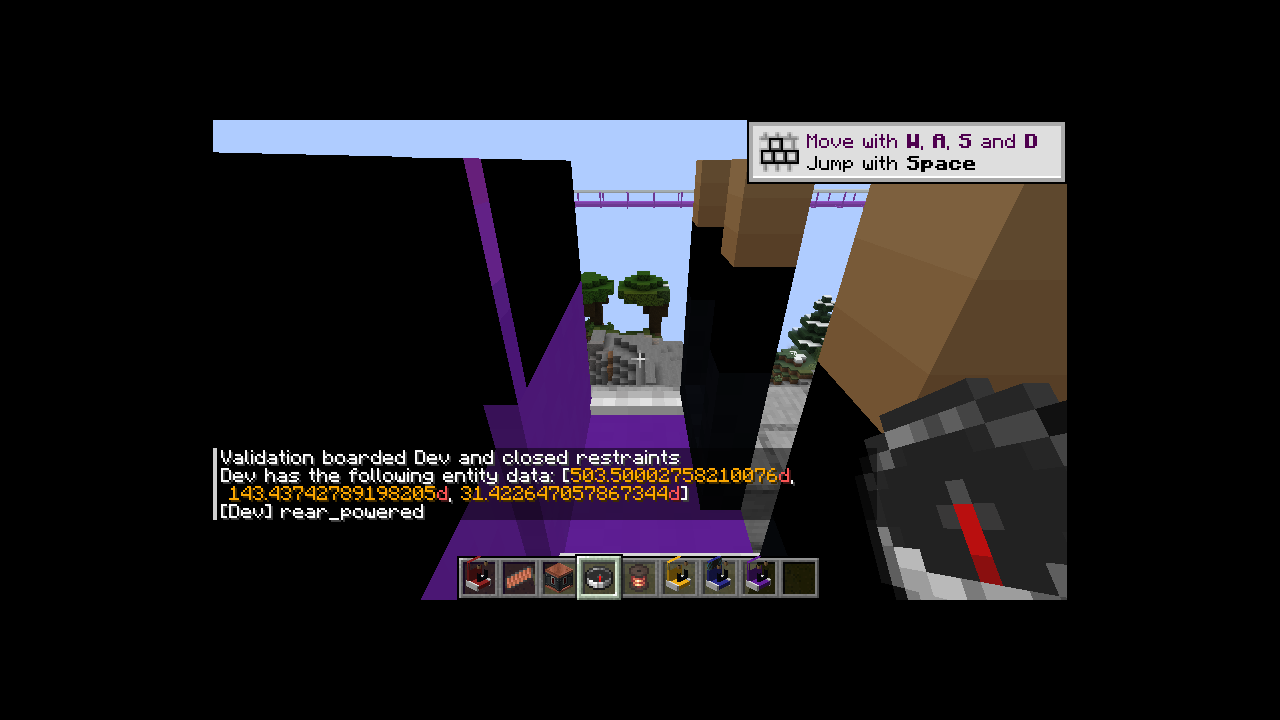 Move with W, A, S and D
Jump with Space
Validation boarded Dev and closed restraints
Dev has the following entity data: [503.50002758210076d,
143.43742789198205d, 31.422647057867344d]
[Dev] rear_powered